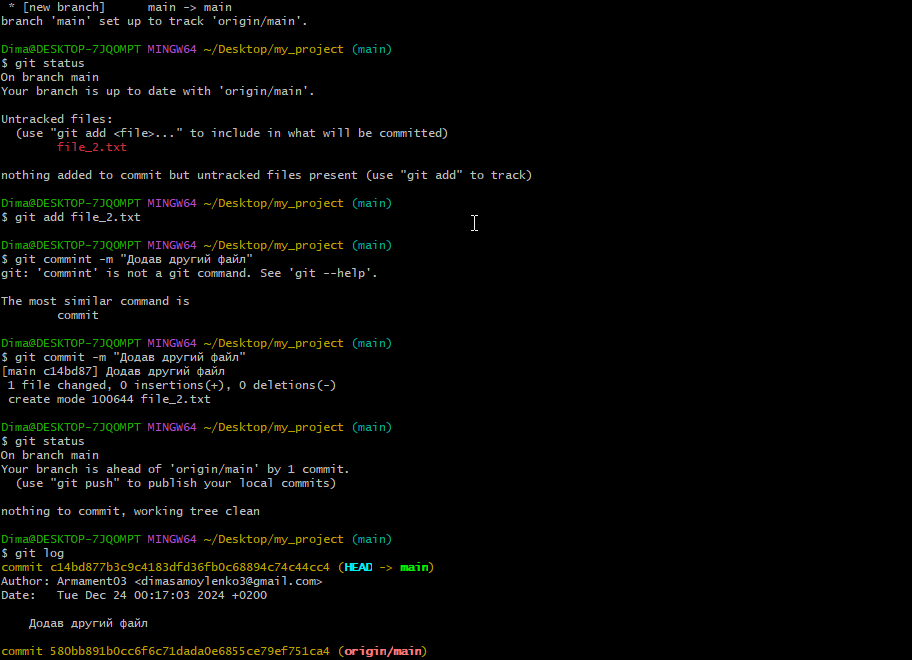 * [new branch]      main -> main
branch 'main' set up to track 'origin/main'.
Dima@DESKTOP-7JQOMPT MINGW64 ~/Desktop/my_project (main)
$ git status
On branch main
Your branch is up to date with 'origin/main'.
Untracked files:
(use "git add <file>..." to include in what will be committed)
file_2.txt
nothing added to commit but untracked files present (use "git add" to track)
Dima@DESKTOP-7JQOMPT MINGW64 ~/Desktop/my_project (main)
$ git add file_2.txt
Dima@DESKTOP-7JQOMPT MINGW64 ~/Desktop/my_project (main)
$ git commint -m "Додав другий файл"
git: 'commint' is not a git command. See 'git --help'.
The most similar command is
commit
Dima@DESKTOP-7JQOMPT MINGW64 ~/Desktop/my_project (main)
$ git commit -m "Додав другий файл"
[main c14bd87] Додав другий файл
1 file changed, 0 insertions(+), 0 deletions(-)
create mode 100644 file_2.txt
Dima@DESKTOP-7JQOMPT MINGW64 ~/Desktop/my_project (main)
$ git status
On branch main
Your branch is ahead of 'origin/main' by 1 commit.
(use "git push" to publish your local commits)
nothing to commit, working tree clean
Dima@DESKTOP-7JQOMPT MINGW64 ~/Desktop/my_project (main)
$ git log
commit c14bd877b3c9c4183dfd36fb0c68894c74c44cc4 (HEAD -> main)
Author: Armament03 <dimasamoylenko3@gmail.com>
Date:   Tue Dec 24 00:17:03 2024 +0200
Додав другий файл
commit 580bb891b0cc6f6c71dada0e6855ce79ef751ca4 (origin/main)